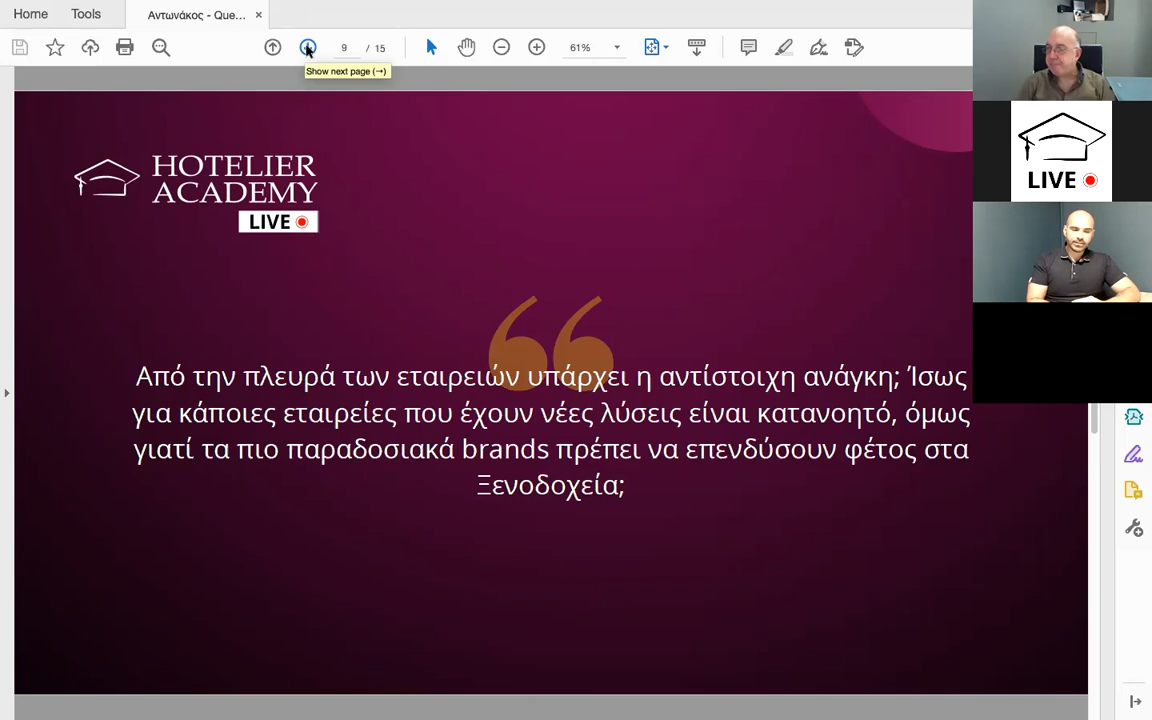 Home
Tools
Αντωνάκος - Que... ×
9 / 15
61%
Show next page (→)
HOTELIER
ACADEMY
LIVE
LIVE
Από την πλευρά των εταιρειών υπάρχει η αντίστοιχη ανάγκη; Ίσως
για κάποιες εταιρείες που έχουν νέες λύσεις είναι κατανοητό, όμως
γιατί τα πιο παραδοσιακά brands πρέπει να επενδύσουν φέτος στα
Ξενοδοχεία;